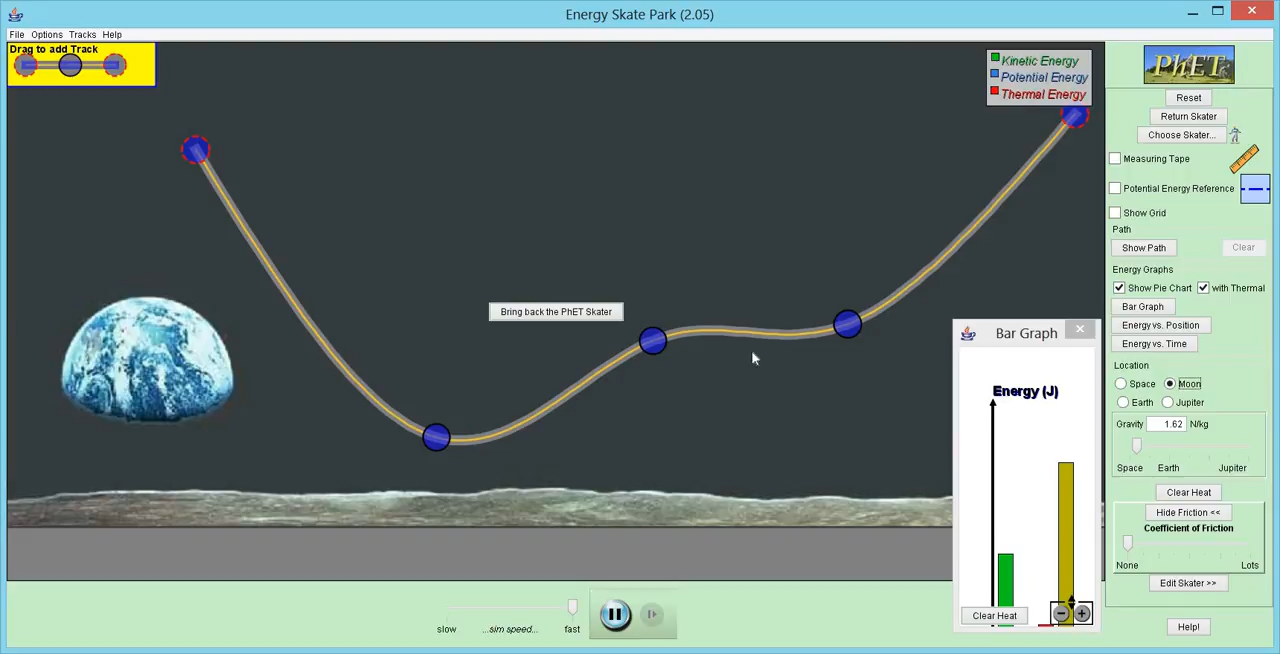 Energy Skate Park (2.05)
File Options Tracks Help
Drag to add Track
Kinetic Energy
Potential Energy
Thermal Energy
PhET
Reset
Return Skater
Choose Skater...
Measuring Tape
Potential Energy Reference
Show Grid
Path
Show Path Clear
Energy Graphs
Show Pie Chart with Thermal
Bar Graph
Energy vs. Position
Energy vs. Time
Location
Space Moon
Earth Jupiter
Gravity 1.62 N/kg
Space Earth Jupiter
Clear Heat
Hide Friction <<
Coefficient of Friction
None Lots
Edit Skater >>
Help!
Bring back the PhET Skater
Bar Graph
Energy (J)
Clear Heat
slow ...sim speed... fast